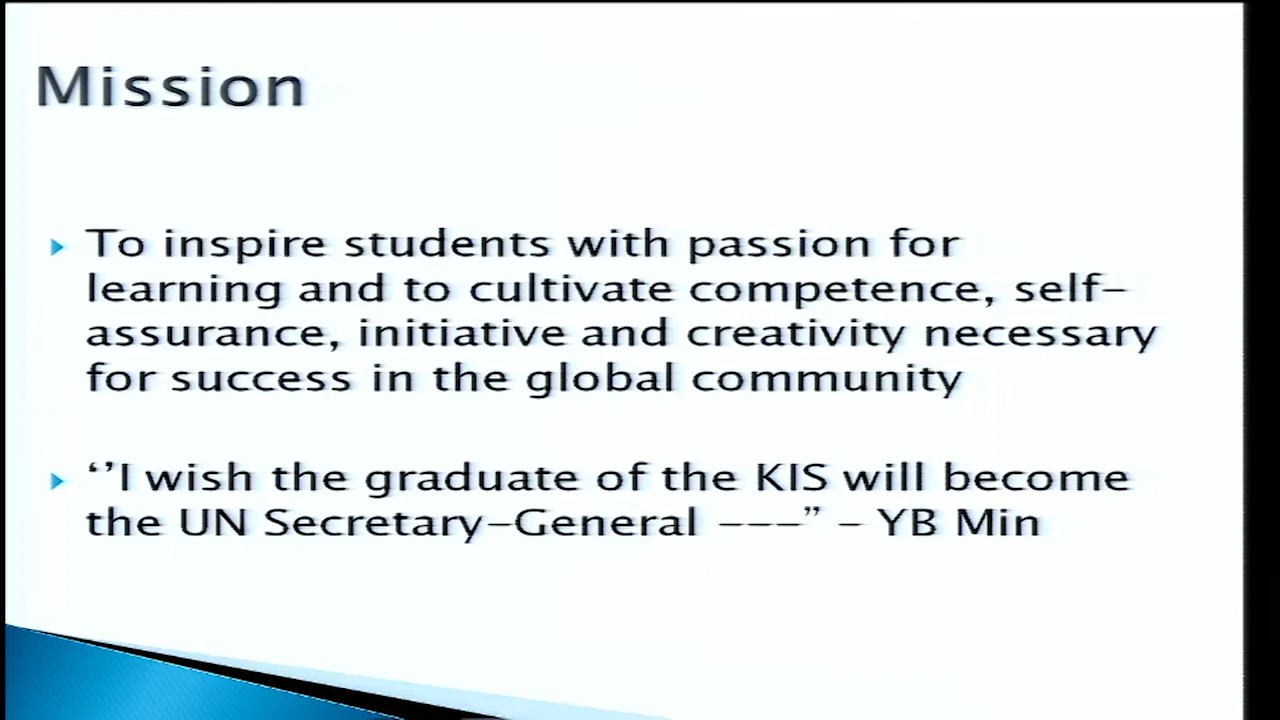 Mission
To inspire students with passion for
learning and to cultivate competence, self-
assurance, initiative and creativity necessary
for success in the global community
‘’I wish the graduate of the KIS will become
the UN Secretary-General ---” - YB Min